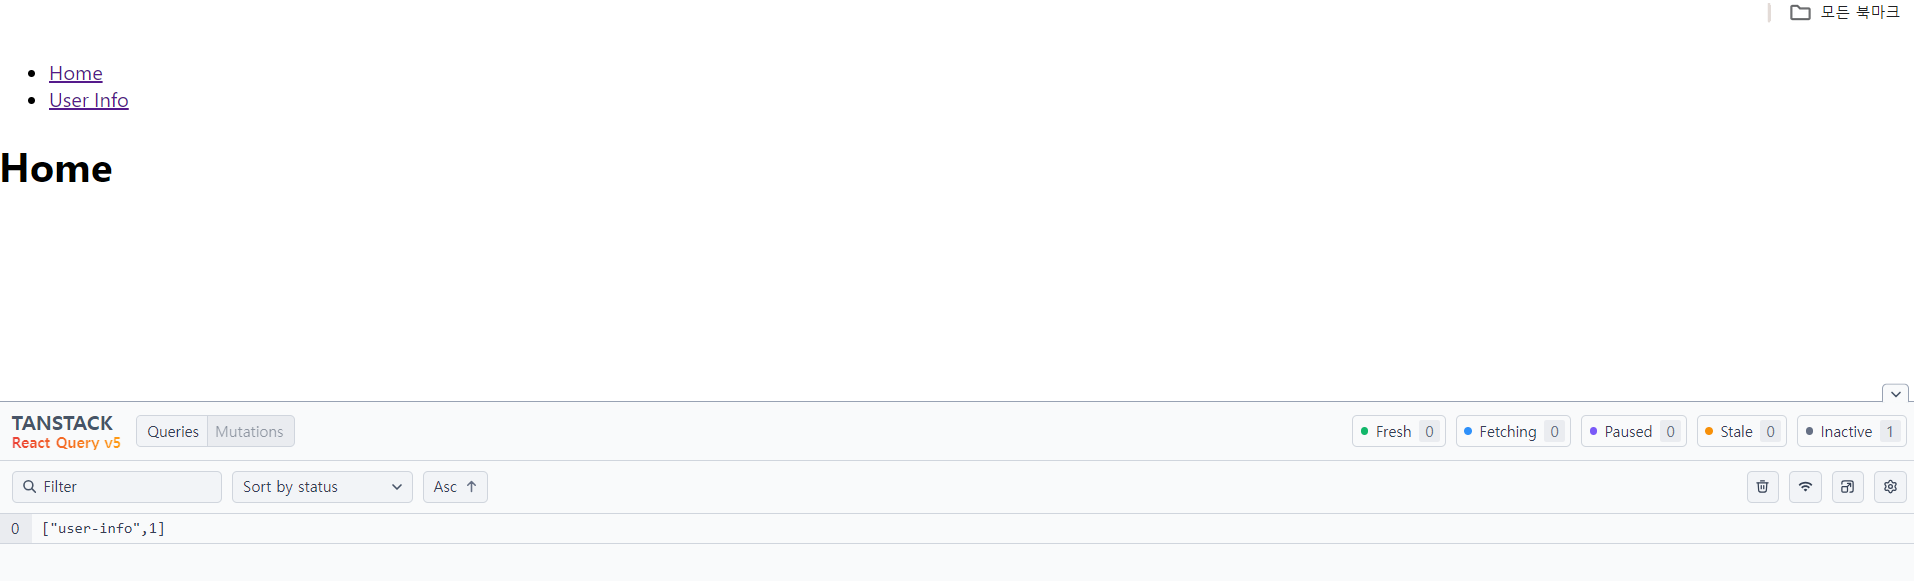 모든 북마크
Home
User Info
Home
TANSTACK
React Query v5
Queries Mutations
Fresh 0 Fetching 0 Paused 0 Stale 0 Inactive 1
Filter Sort by status Asc ↑
0 ["user-info",1]